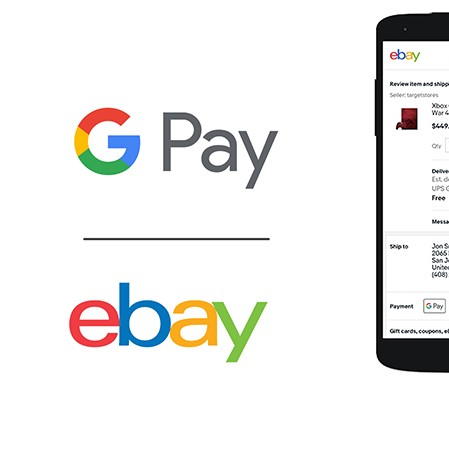 G Pay
ebay
ebay
Review item and shipp
Seller: targetstores
Xbox
War 4
$449.
Qty
Delive
Est. d
UPS G
Free
Messa
Ship to
Jon S
2065
San J
United
(408)
Payment
G Pay
Gift cards, coupons, e